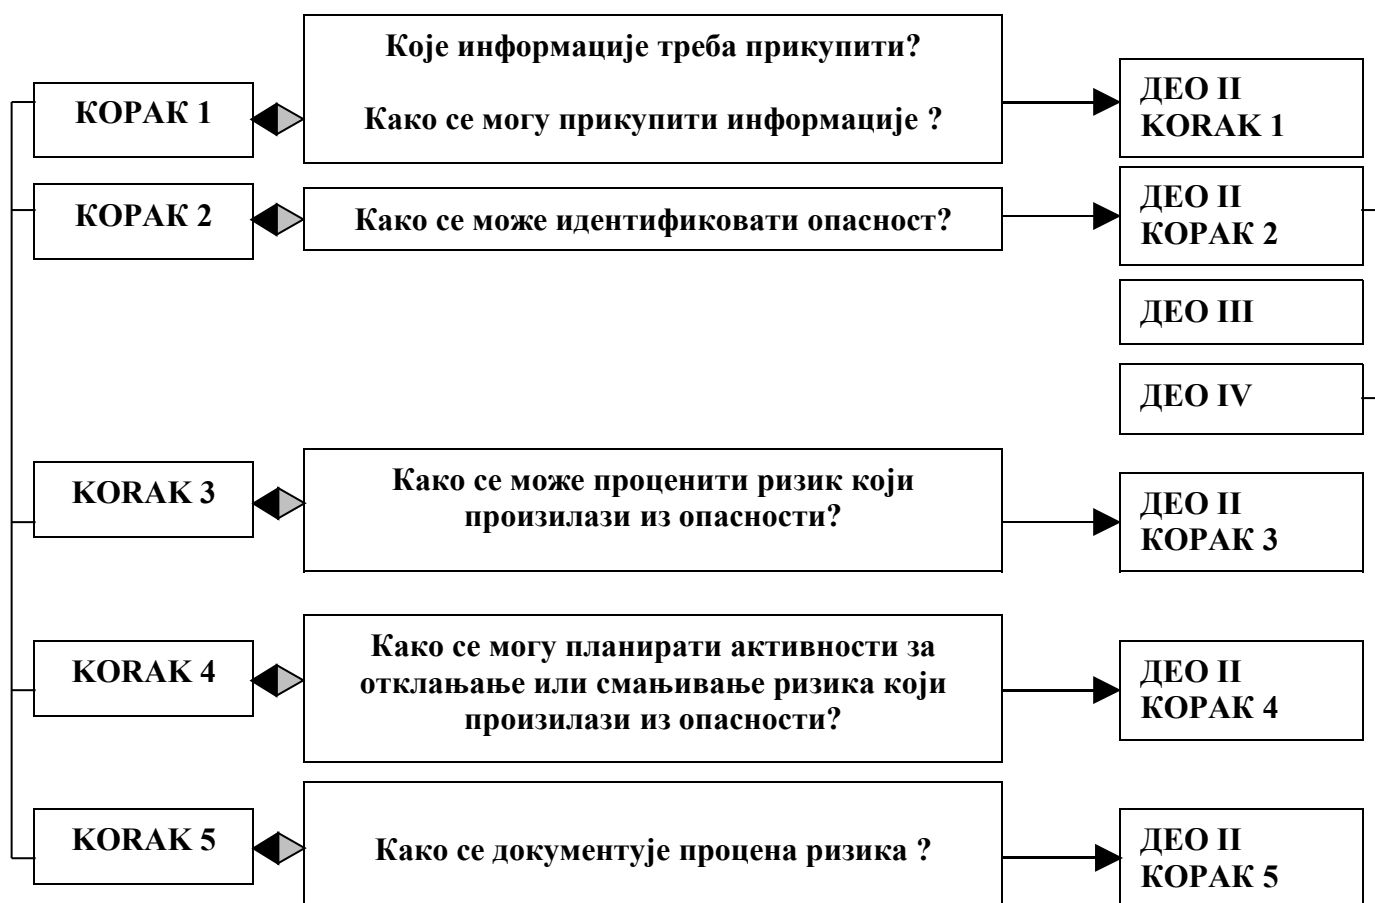 КОРАК 1
Које информације треба прикупити?
Како се могу прикупити информације ?
ДЕО II
KORAK 1
КОРАК 2
Како се може идентификовати опасност?
ДЕО II
КОРАК 2
ДЕО III
ДЕО IV
KORAK 3
Како се може проценити ризик који
произилази из опасности?
ДЕО II
КОРАК 3
KORAK 4
Како се могу планирати активности за
отклањање или смањивање ризика који
произилази из опасности?
ДЕО II
КОРАК 4
KORAK 5
Како се документује процена ризика ?
ДЕО II
КОРАК 5